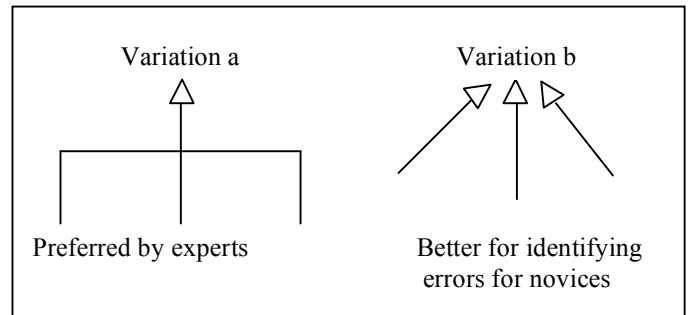 Variation a
Variation b
Preferred by experts
Better for identifying
errors for novices